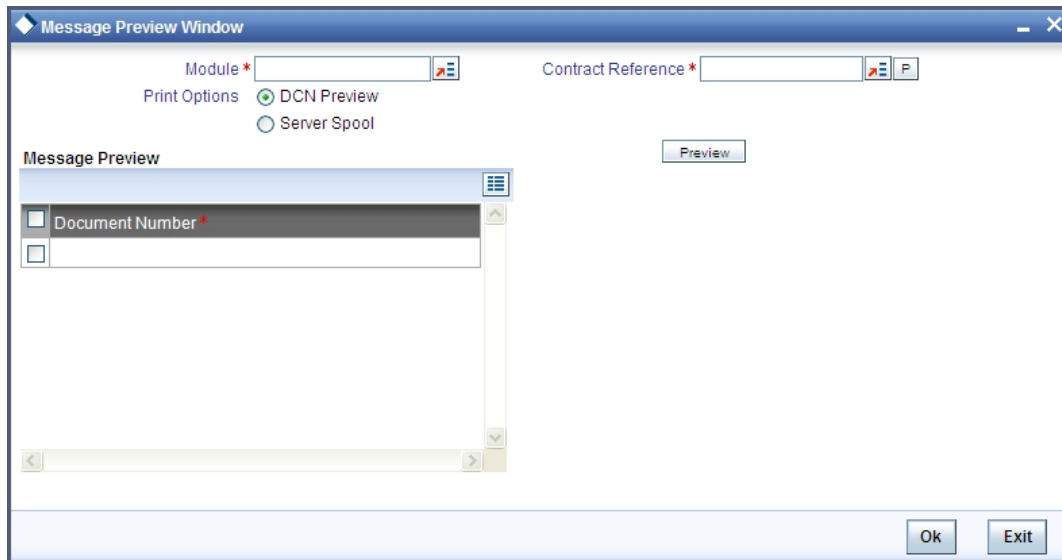 Message Preview Window
Module *
Contract Reference *
P
Print Options
DCN Preview
Server Spool
Preview
Message Preview
Document Number *
Ok
Exit